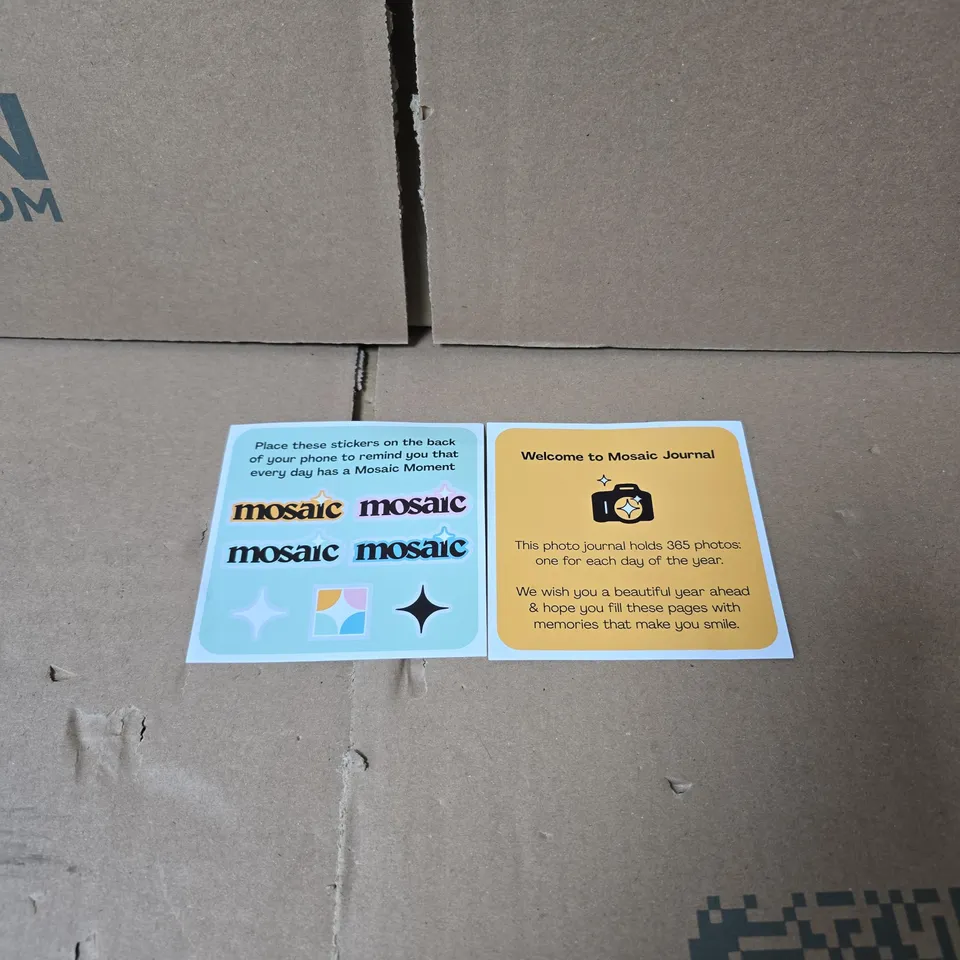 N
OM
Place these stickers on the back
of your phone to remind you that
every day has a Mosaic Moment
mosaic mosaic
mosaic mosaic
Welcome to Mosaic Journal
This photo journal holds 365 photos:
one for each day of the year.
We wish you a beautiful year ahead
& hope you fill these pages with
memories that make you smile.